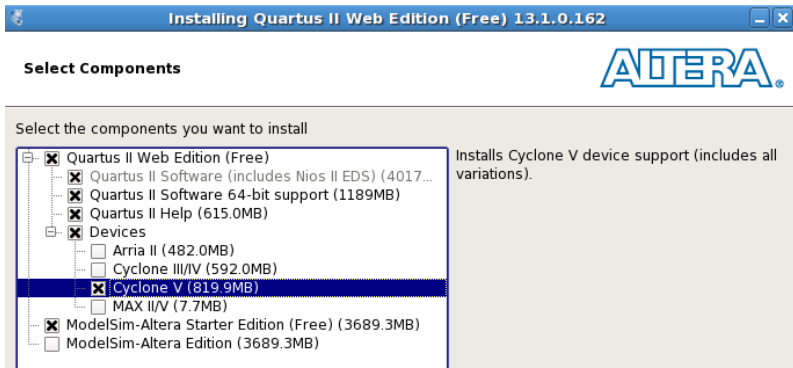 Installing Quartus II Web Edition (Free) 13.1.0.162
Select Components
ALTERA®
Select the components you want to install
Quartus II Web Edition (Free)
Quartus II Software (includes Nios II EDS) (4017...
Quartus II Software 64-bit support (1189MB)
Quartus II Help (615.0MB)
Devices
Arria II (482.0MB)
Cyclone III/IV (592.0MB)
Cyclone V (819.9MB)
MAX II/V (7.7MB)
ModelSim-Altera Starter Edition (Free) (3689.3MB)
ModelSim-Altera Edition (3689.3MB)
Installs Cyclone V device support (includes all
variations).